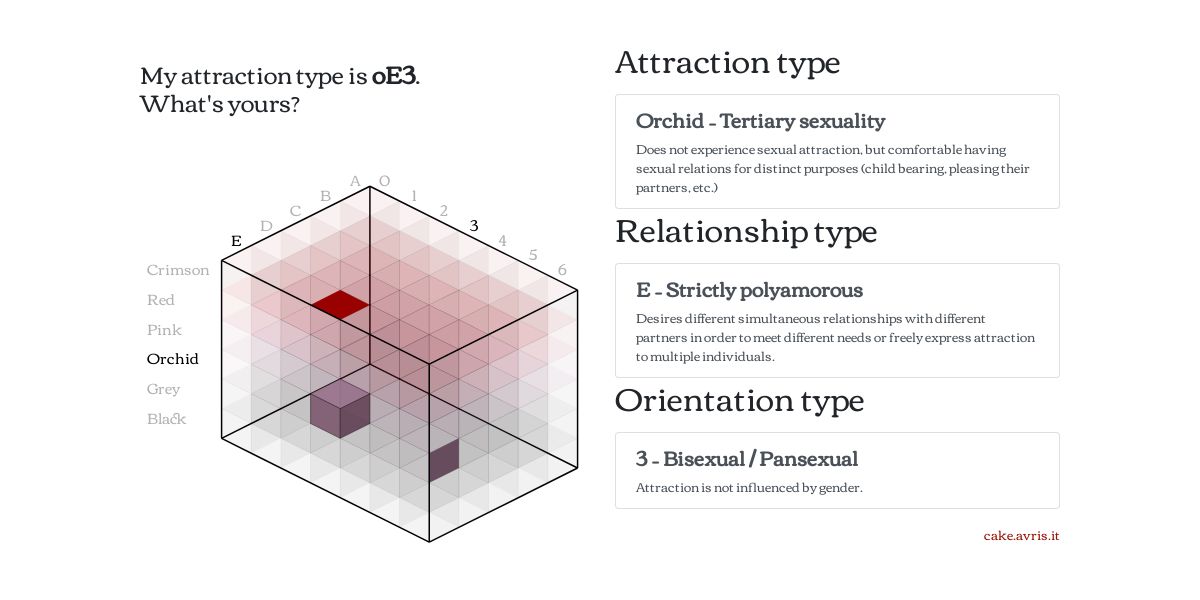 My attraction type is oE3.
What's yours?
A O
B 1
C 2
D 3
E 4
5
6
Crimson
Red
Pink
Orchid
Grey
Black
Attraction type
Orchid - Tertiary sexuality
Does not experience sexual attraction, but comfortable having
sexual relations for distinct purposes (child bearing, pleasing their
partners, etc.)
Relationship type
E - Strictly polyamorous
Desires different simultaneous relationships with different
partners in order to meet different needs or freely express attraction
to multiple individuals.
Orientation type
3 - Bisexual / Pansexual
Attraction is not influenced by gender.
cake.avris.it